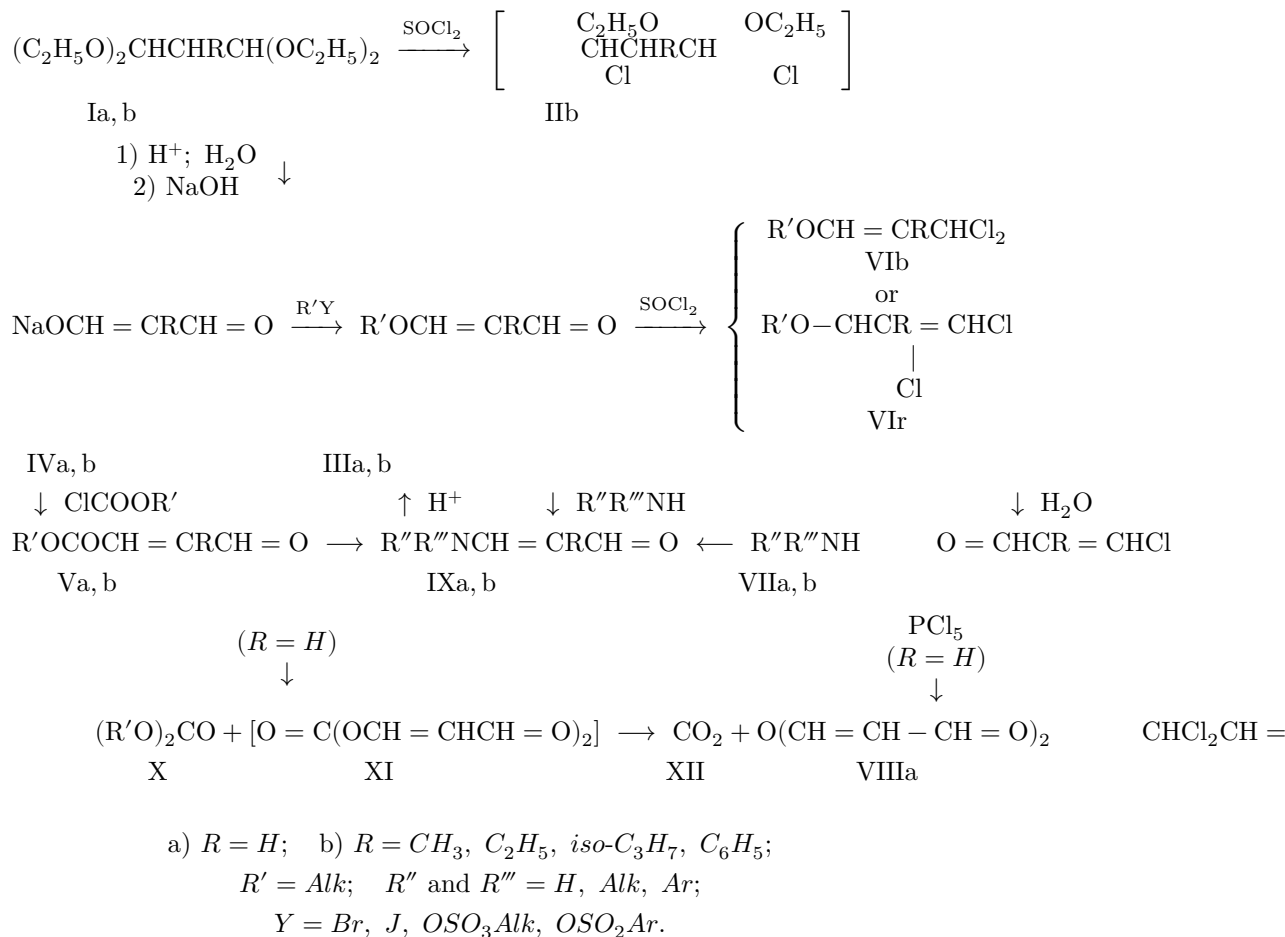 C₂H₅O OC₂H₅
(C₂H₅O)₂CHCHRCH(OC₂H₅)₂ —SOCl₂→ [ CHCHRCH ]
Cl Cl
Ia, b IIb
1) H⁺; H₂O
2) NaOH ↓
R′OCH = CRCHCl₂
VIb
or
NaOCH = CRCH = O —R′Y→ R′OCH = CRCH = O —SOCl₂→ { R′O−CHCR = CHCl
|
Cl
VIr
IVa, b IIIa, b
↓ ClCOOR′ ↑ H⁺ ↓ R″R‴NH ↓ H₂O
R′OCOCH = CRCH = O → R″R‴NCH = CRCH = O ← R″R‴NH O = CHCR = CHCl
Va, b IXa, b VIIa, b
(R = H) PCl₅
↓ (R = H)
↓
(R′O)₂CO + [O = C(OCH = CHCH = O)₂] → CO₂ + O(CH = CH − CH = O)₂ CHCl₂CH =
X XI XII VIIIa
a) R = H; b) R = CH₃, C₂H₅, iso-C₃H₇, C₆H₅;
R′ = Alk; R″ and R‴ = H, Alk, Ar;
Y = Br, J, OSO₃Alk, OSO₂Ar.